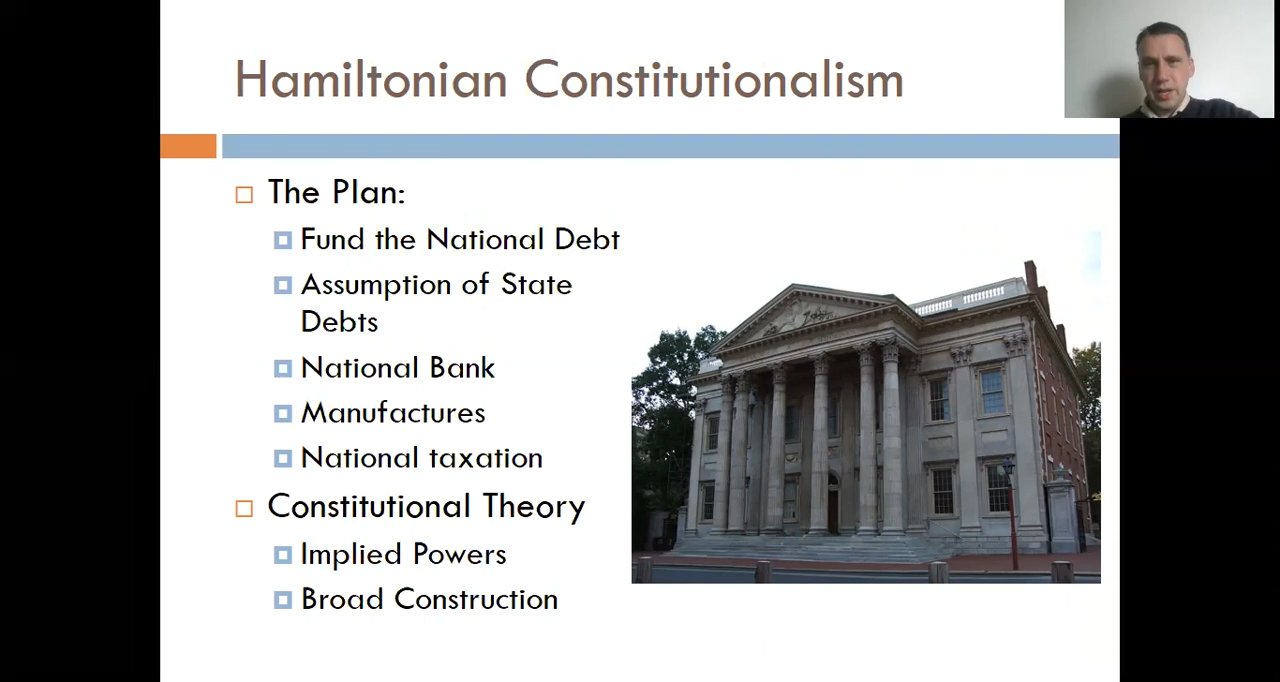 Hamiltonian Constitutionalism
The Plan:
Fund the National Debt
Assumption of State
Debts
National Bank
Manufactures
National taxation
Constitutional Theory
Implied Powers
Broad Construction